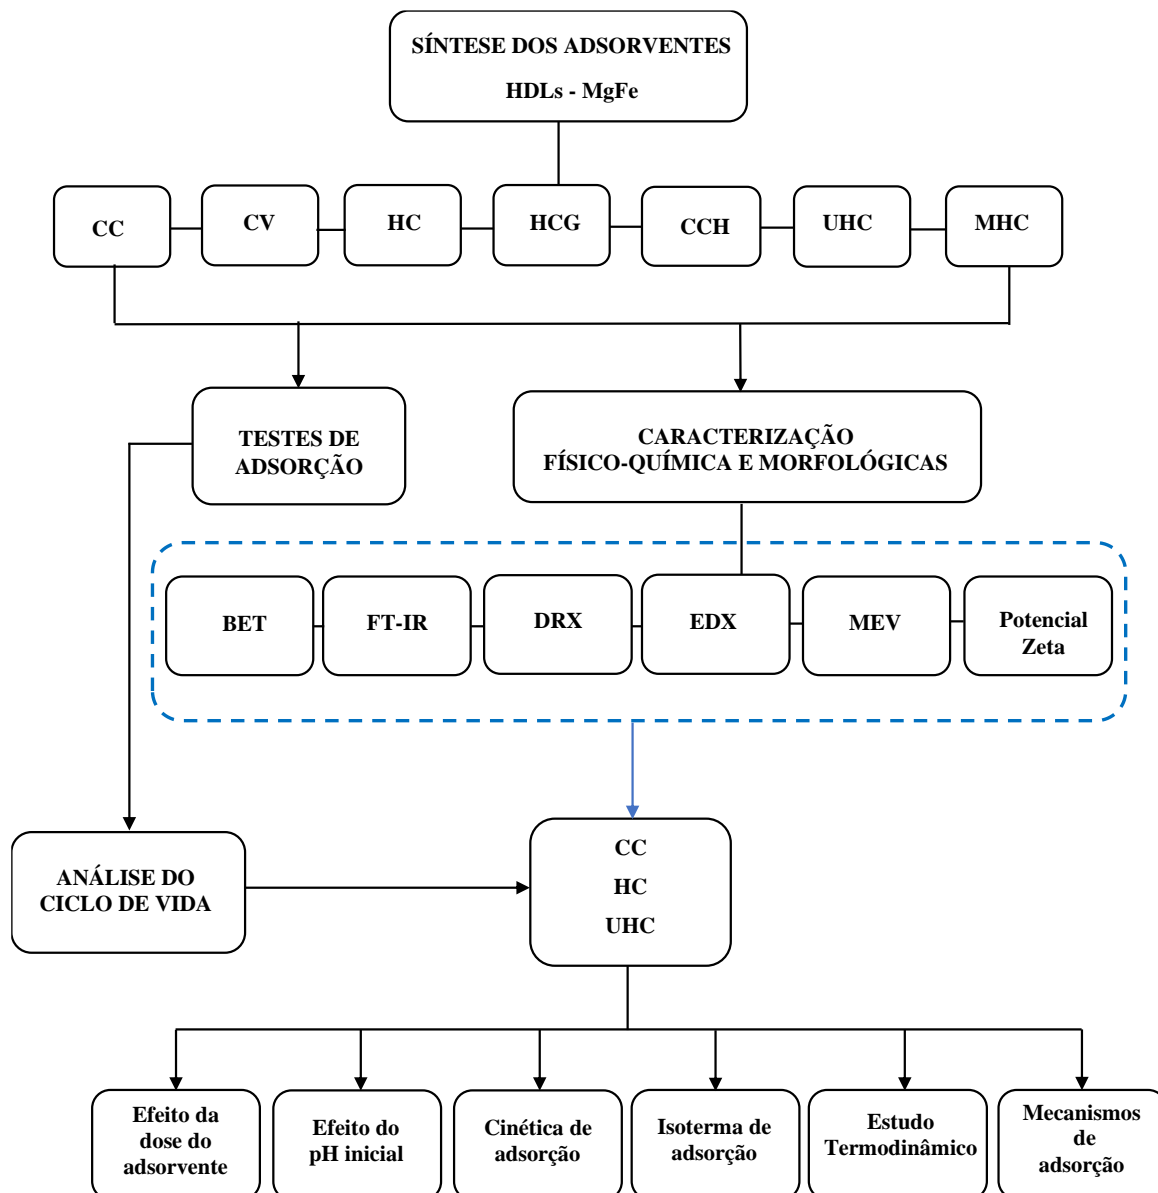 SÍNTESE DOS ADSORVENTES
HDLs - MgFe
CC
CV
HC
HCG
CCH
UHC
MHC
TESTES DE
ADSORÇÃO
CARACTERIZAÇÃO
FÍSICO-QUÍMICA E MORFOLÓGICAS
BET
FT-IR
DRX
EDX
MEV
Potencial
Zeta
ANÁLISE DO
CICLO DE VIDA
CC
HC
UHC
Efeito da
dose do
adsorvente
Efeito do
pH inicial
Cinética de
adsorção
Isoterma de
adsorção
Estudo
Termodinâmico
Mecanismos
de
adsorção